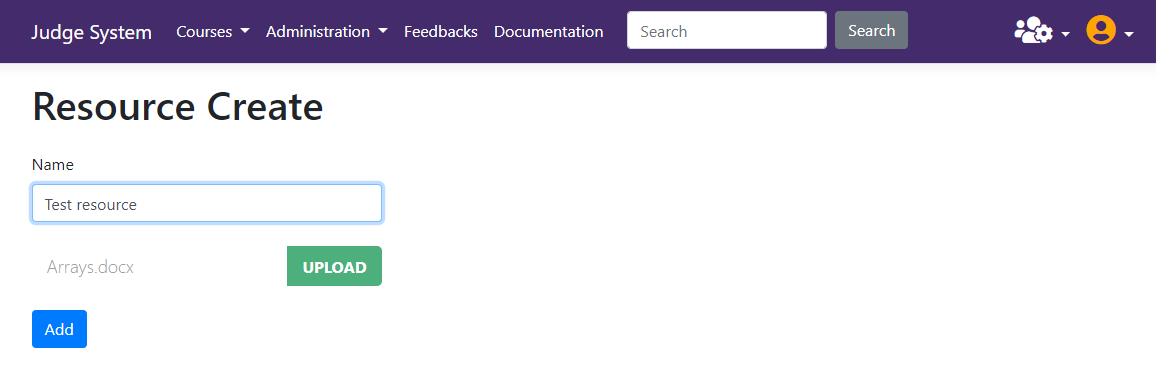 Judge System Courses Administration Feedbacks Documentation Search Search
Resource Create
Name
Test resource
Arrays.docx UPLOAD
Add